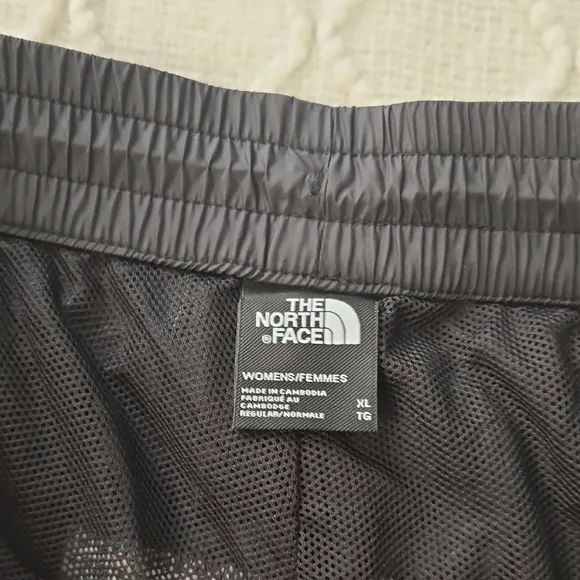 THE
NORTH
®FACE
WOMENS/FEMMES
MADE IN CAMBODIA
FABRIQUÉ AU
CAMBODGE
REGULAR/NORMALE
XL
TG